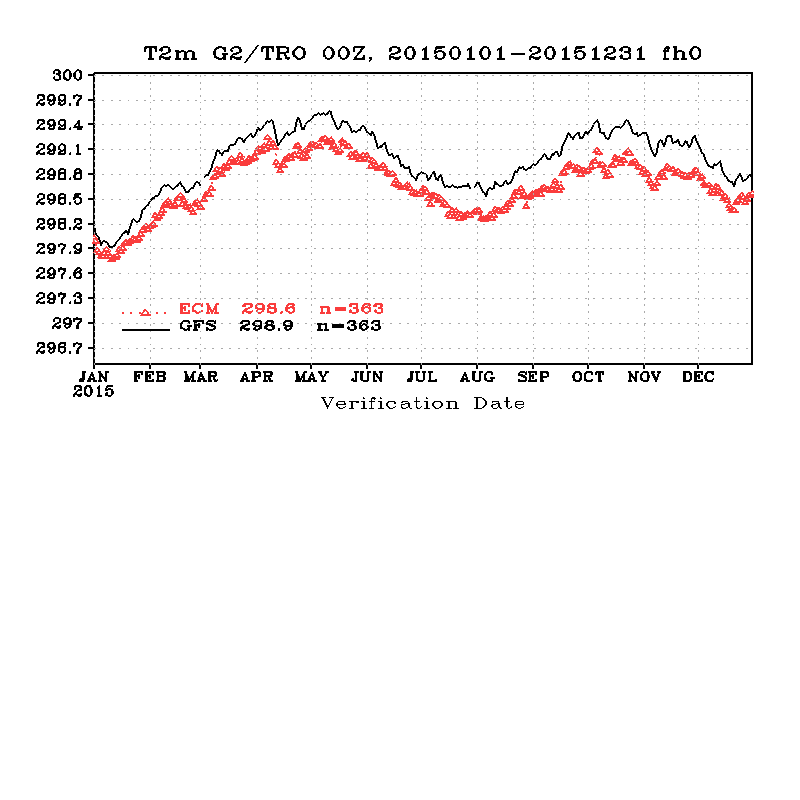 T2m G2/TRO 00Z, 20150101-20151231 fh0
300
299.7
299.4
299.1
298.8
298.5
298.2
297.9
297.6
297.3
297
296.7
ECM 298.6 n=363
GFS 298.9 n=363
JAN FEB MAR APR MAY JUN JUL AUG SEP OCT NOV DEC
2015
Verification Date